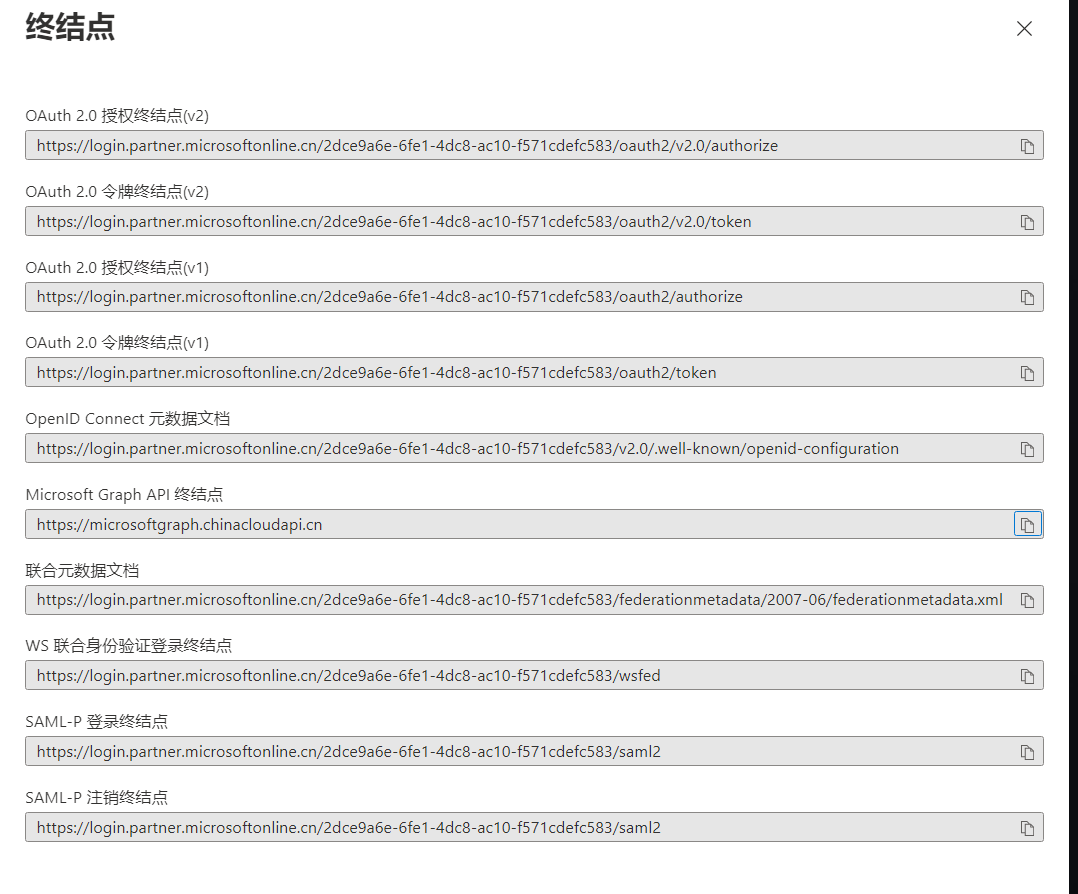 终结点
OAuth 2.0 授权终结点(v2)
https://login.partner.microsoftonline.cn/2dce9a6e-6fe1-4dc8-ac10-f571cdefc583/oauth2/v2.0/authorize
OAuth 2.0 令牌终结点(v2)
https://login.partner.microsoftonline.cn/2dce9a6e-6fe1-4dc8-ac10-f571cdefc583/oauth2/v2.0/token
OAuth 2.0 授权终结点(v1)
https://login.partner.microsoftonline.cn/2dce9a6e-6fe1-4dc8-ac10-f571cdefc583/oauth2/authorize
OAuth 2.0 令牌终结点(v1)
https://login.partner.microsoftonline.cn/2dce9a6e-6fe1-4dc8-ac10-f571cdefc583/oauth2/token
OpenID Connect 元数据文档
https://login.partner.microsoftonline.cn/2dce9a6e-6fe1-4dc8-ac10-f571cdefc583/v2.0/.well-known/openid-configuration
Microsoft Graph API 终结点
https://microsoftgraph.chinacloudapi.cn
联合元数据文档
https://login.partner.microsoftonline.cn/2dce9a6e-6fe1-4dc8-ac10-f571cdefc583/federationmetadata/2007-06/federationmetadata.xml
WS 联合身份验证登录终结点
https://login.partner.microsoftonline.cn/2dce9a6e-6fe1-4dc8-ac10-f571cdefc583/wsfed
SAML-P 登录终结点
https://login.partner.microsoftonline.cn/2dce9a6e-6fe1-4dc8-ac10-f571cdefc583/saml2
SAML-P 注销终结点
https://login.partner.microsoftonline.cn/2dce9a6e-6fe1-4dc8-ac10-f571cdefc583/saml2